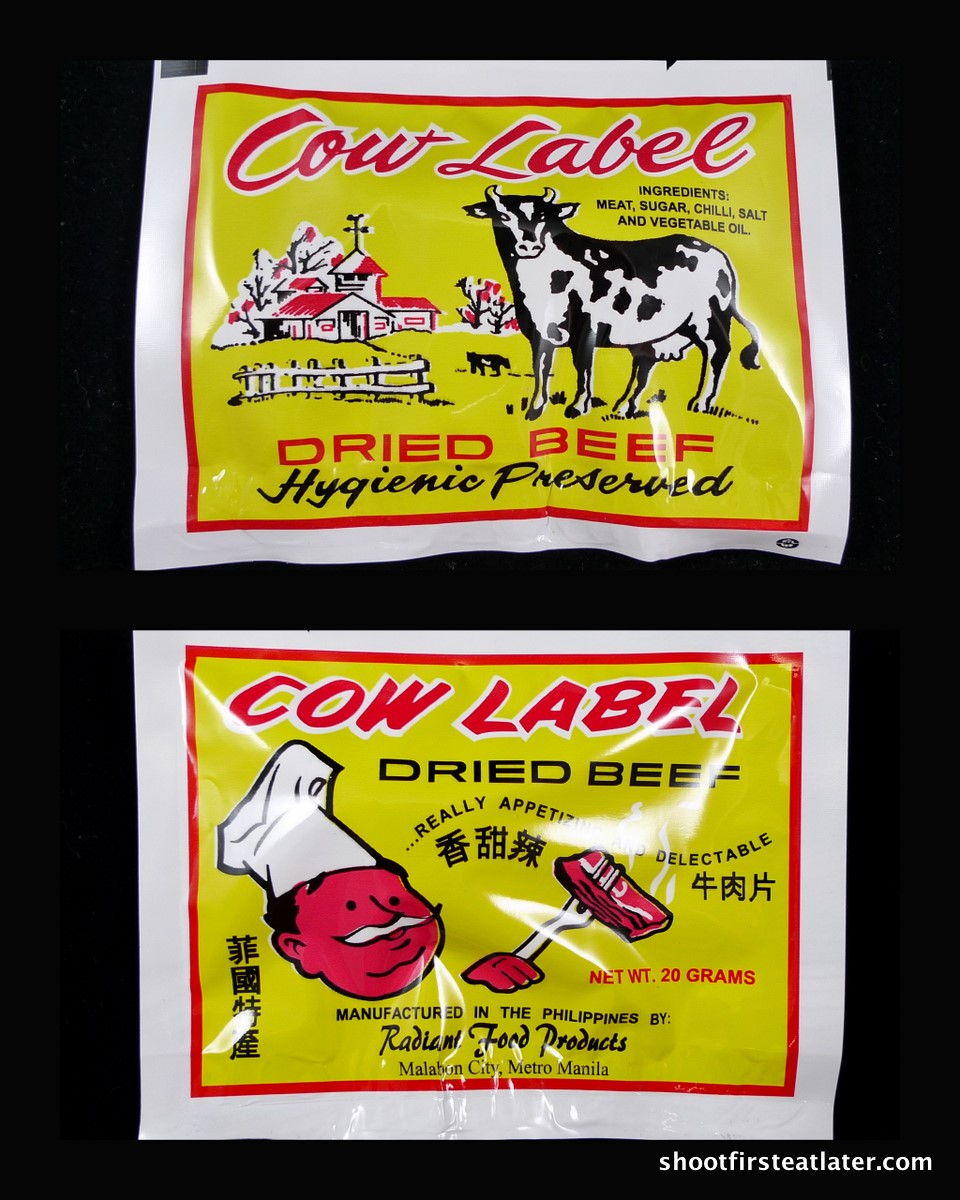 Cow Label
INGREDIENTS:
MEAT, SUGAR, CHILLI, SALT
AND VEGETABLE OIL.
DRIED BEEF
Hygienic Preserved
COW LABEL
DRIED BEEF
...REALLY APPETIZING AND DELECTABLE
香甜辣
牛肉片
菲國特產
NET WT. 20 GRAMS
MANUFACTURED IN THE PHILIPPINES BY:
Radiant Food Products
Malabon City, Metro Manila
shootfirsteatlater.com